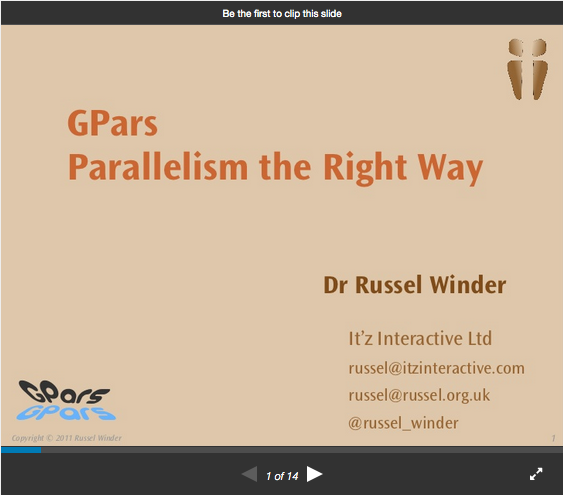 Be the first to clip this slide
GPars
Parallelism the Right Way
Dr Russel Winder
It'z Interactive Ltd
russel@itzinteractive.com
russel@russel.org.uk
@russel_winder
GPars
GPars
Copyright © 2011 Russel Winder
1
1 of 14